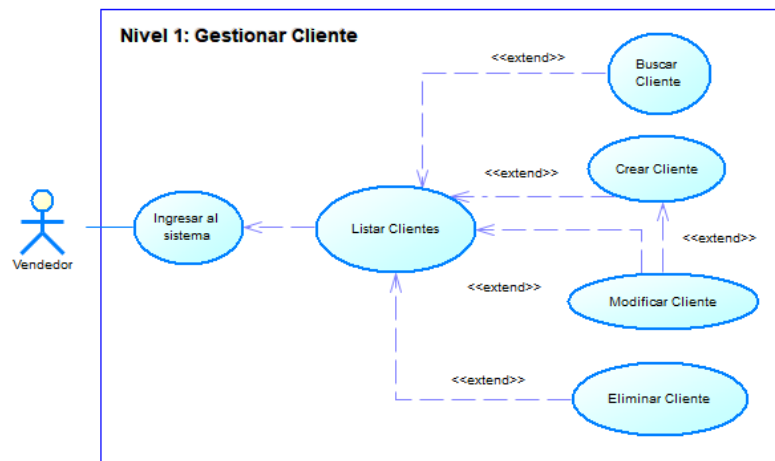 Nivel 1: Gestionar Cliente
<<extend>>
Buscar
Cliente
<<extend>>
Crear Cliente
Ingresar al
sistema
Listar Clientes
<<extend>>
Vendedor
<<extend>>
Modificar Cliente
<<extend>>
Eliminar Cliente